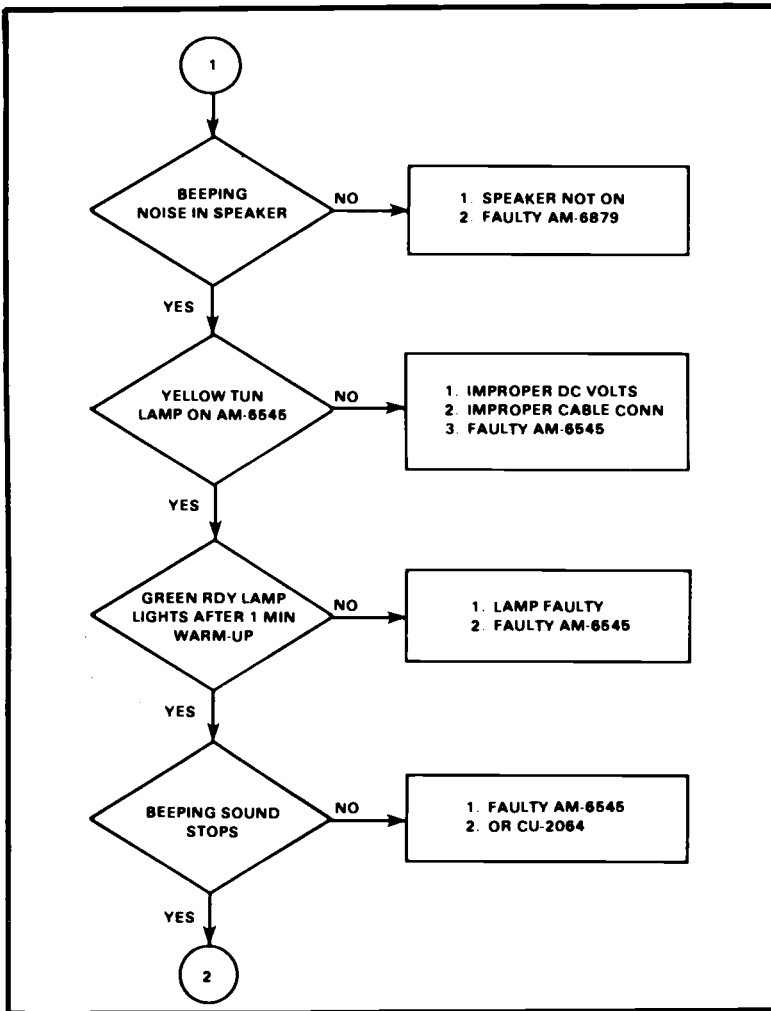 1
BEEPING
NOISE IN SPEAKER
NO
1. SPEAKER NOT ON
2. FAULTY AM-6879
YES
YELLOW TUN
LAMP ON AM-6545
NO
1. IMPROPER DC VOLTS
2. IMPROPER CABLE CONN
3. FAULTY AM-6545
YES
GREEN RDY LAMP
LIGHTS AFTER 1 MIN
WARM-UP
NO
1. LAMP FAULTY
2. FAULTY AM-6545
YES
BEEPING SOUND
STOPS
NO
1. FAULTY AM-6545
2. OR CU-2064
YES
2